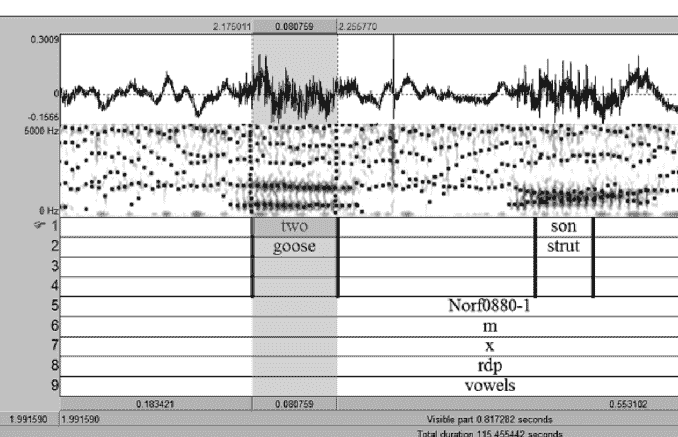 2.175011 0.080759 2.255770
0.3009
0
-0.1566
5000 Hz
0 Hz
1 two son
2 goose strut
3
4
5 Norf0880-1
6 m
7 x
8 rdp
9 vowels
0.183421 0.080759 0.553102
1.991590 1.991590 Visible part 0.817282 seconds
Total duration 115.455442 seconds